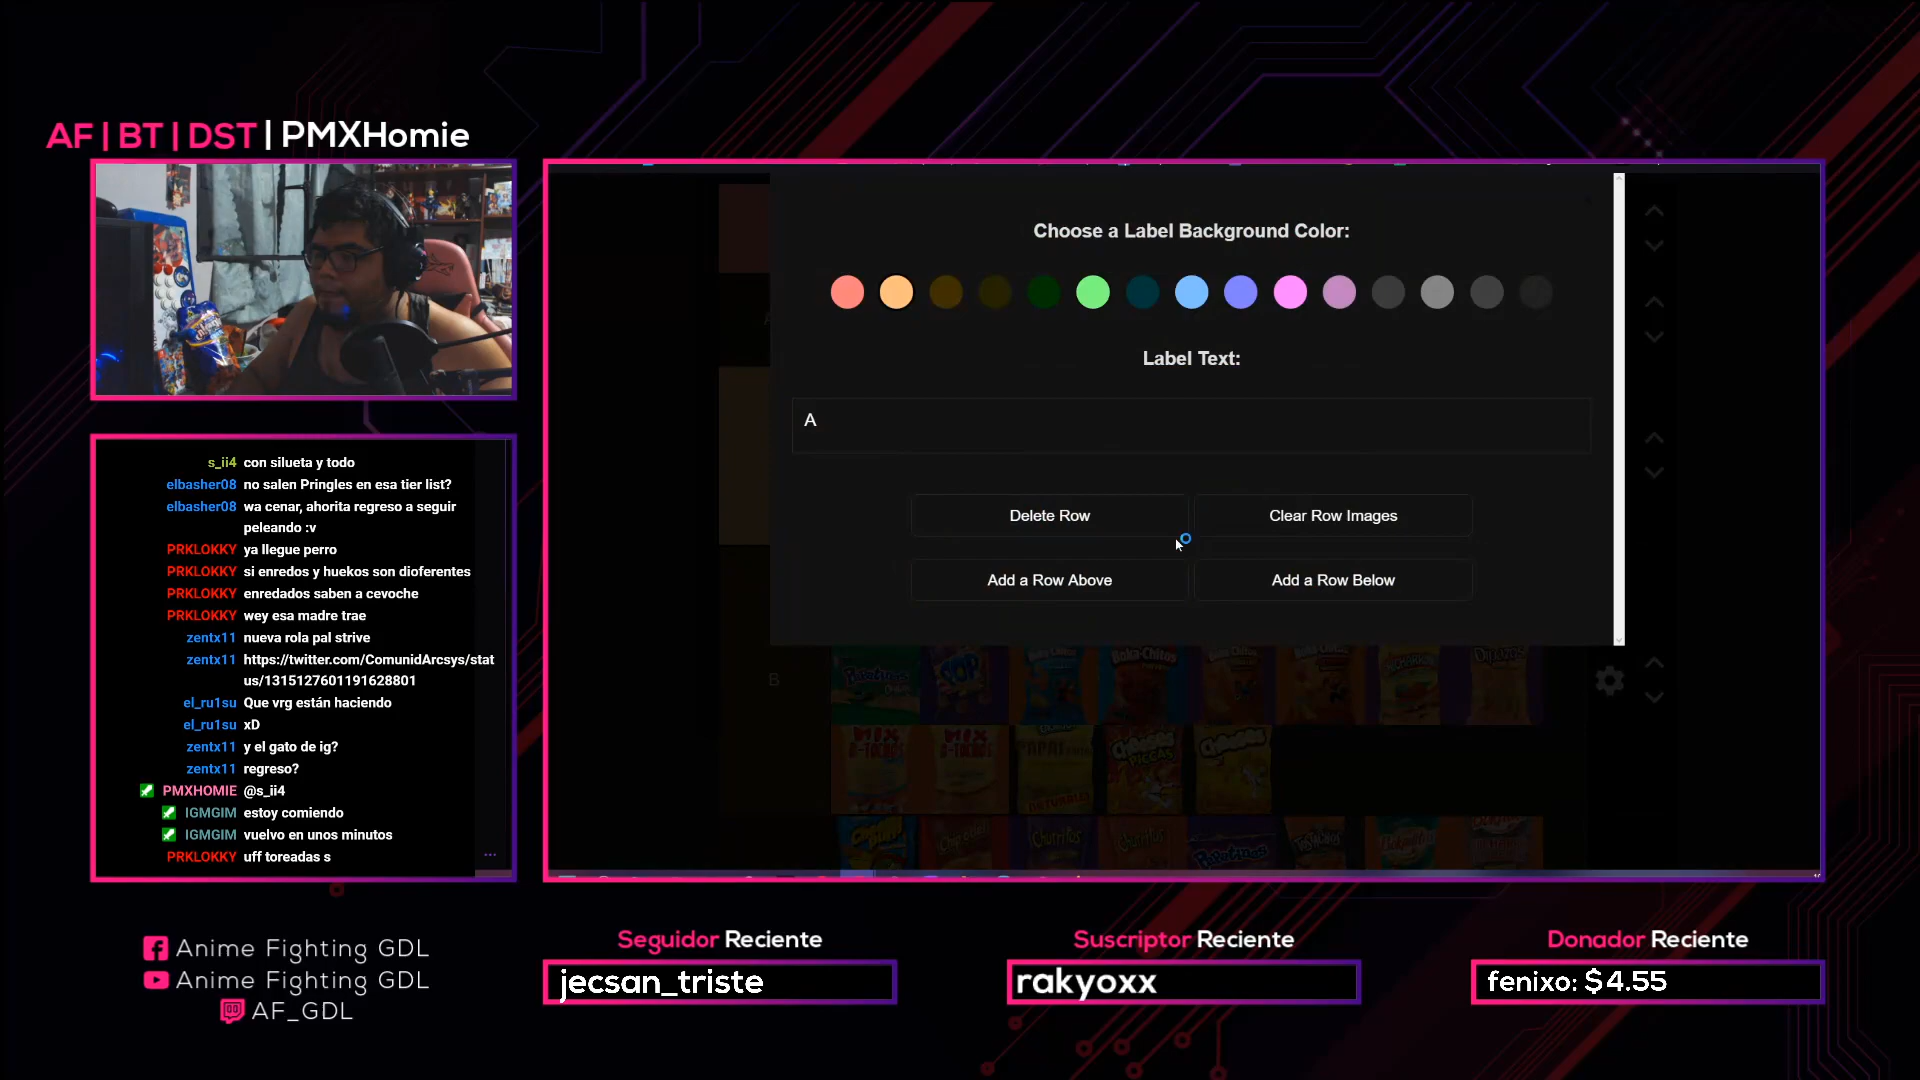 AF | BT | DST | PMXHomie
s_ii4 con silueta y todo
elbasher08 no salen Pringles en esa tier list?
elbasher08 wa cenar, ahorita regreso a seguir
peleando :v
PRKLOKKY ya llegue perro
PRKLOKKY si enredos y huekos son dioferentes
PRKLOKKY enredados saben a cevoche
PRKLOKKY wey esa madre trae
zentx11 nueva rola pal strive
zentx11 https://twitter.com/ComunidArcsys/stat
us/1315127601191628801
el_ru1su Que vrg están haciendo
el_ru1su xD
zentx11 y el gato de ig?
zentx11 regreso?
PMXHOMIE @s_ii4
IGMGIM estoy comiendo
IGMGIM vuelvo en unos minutos
PRKLOKKY uff toreadas s
Choose a Label Background Color:
Label Text:
A
Delete Row
Clear Row Images
Add a Row Above
Add a Row Below
B
Anime Fighting GDL
Anime Fighting GDL
AF_GDL
Seguidor Reciente
jecsan_triste
Suscriptor Reciente
rakyoxx
Donador Reciente
fenixo: $4.55